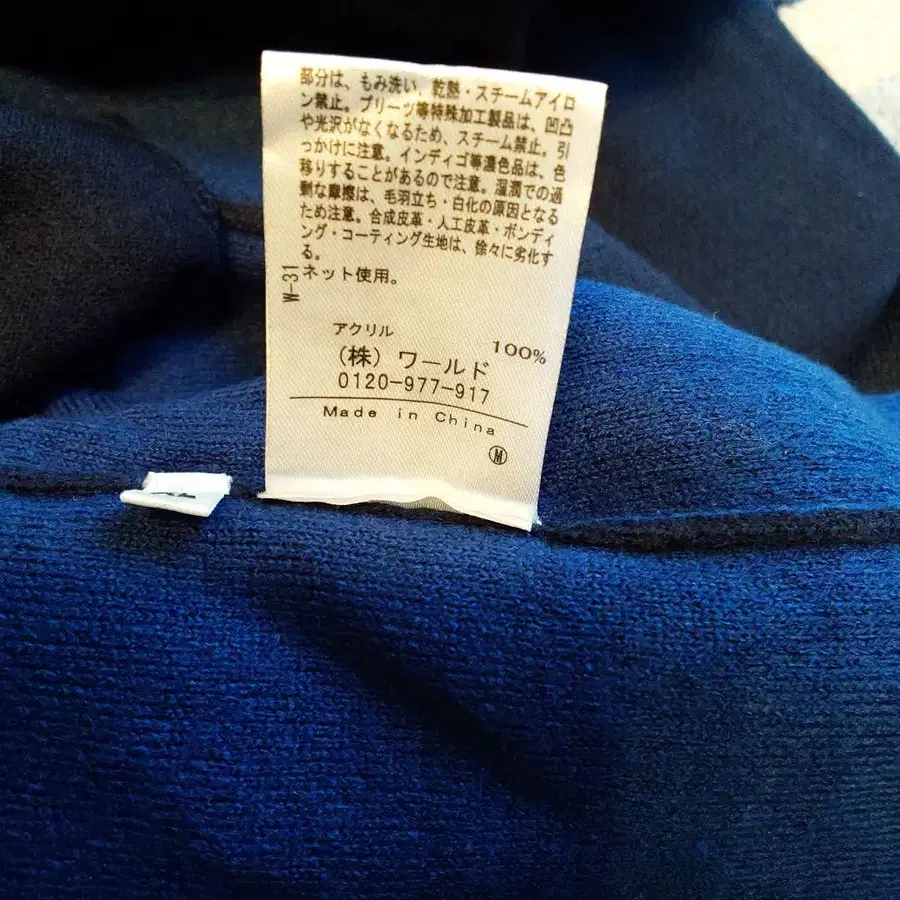 部分は、もみ洗い、乾熱・スチームアイロ
ン禁止。プリーツ等特殊加工製品は、凹凸
や光沢がなくなるため、スチーム禁止。引
っかけに注意。インディゴ等濃色品は、色
移りすることがあるので注意。湿潤での過
剰な摩擦は、毛羽立ち・白化の原因となる
ため注意。合成皮革・人工皮革・ボンディ
ング・コーティング生地は、徐々に劣化す
る。
ネット使用。
W-31
アクリル 100%
(株)ワールド
0120-977-917
Made in China
M